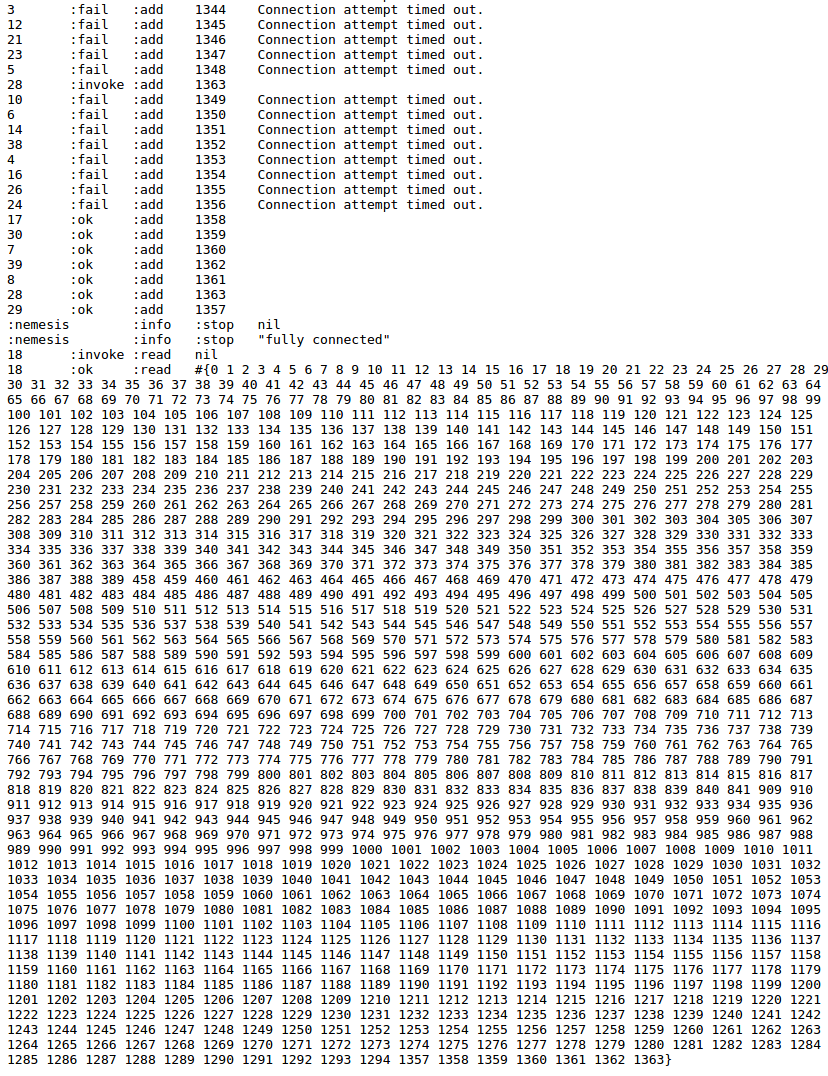 3 :fail :add 1344 Connection attempt timed out.
12 :fail :add 1345 Connection attempt timed out.
21 :fail :add 1346 Connection attempt timed out.
23 :fail :add 1347 Connection attempt timed out.
5 :fail :add 1348 Connection attempt timed out.
28 :invoke :add 1363
10 :fail :add 1349 Connection attempt timed out.
6 :fail :add 1350 Connection attempt timed out.
14 :fail :add 1351 Connection attempt timed out.
38 :fail :add 1352 Connection attempt timed out.
4 :fail :add 1353 Connection attempt timed out.
16 :fail :add 1354 Connection attempt timed out.
26 :fail :add 1355 Connection attempt timed out.
24 :fail :add 1356 Connection attempt timed out.
17 :ok :add 1358
30 :ok :add 1359
7 :ok :add 1360
39 :ok :add 1362
8 :ok :add 1361
28 :ok :add 1363
29 :ok :add 1357
:nemesis :info :stop nil
:nemesis :info :stop "fully connected"
18 :invoke :read nil
18 :ok :read #{0 1 2 3 4 5 6 7 8 9 10 11 12 13 14 15 16 17 18 19 20 21 22 23 24 25 26 27 28 29
30 31 32 33 34 35 36 37 38 39 40 41 42 43 44 45 46 47 48 49 50 51 52 53 54 55 56 57 58 59 60 61 62 63 64
65 66 67 68 69 70 71 72 73 74 75 76 77 78 79 80 81 82 83 84 85 86 87 88 89 90 91 92 93 94 95 96 97 98 99
100 101 102 103 104 105 106 107 108 109 110 111 112 113 114 115 116 117 118 119 120 121 122 123 124 125
126 127 128 129 130 131 132 133 134 135 136 137 138 139 140 141 142 143 144 145 146 147 148 149 150 151
152 153 154 155 156 157 158 159 160 161 162 163 164 165 166 167 168 169 170 171 172 173 174 175 176 177
178 179 180 181 182 183 184 185 186 187 188 189 190 191 192 193 194 195 196 197 198 199 200 201 202 203
204 205 206 207 208 209 210 211 212 213 214 215 216 217 218 219 220 221 222 223 224 225 226 227 228 229
230 231 232 233 234 235 236 237 238 239 240 241 242 243 244 245 246 247 248 249 250 251 252 253 254 255
256 257 258 259 260 261 262 263 264 265 266 267 268 269 270 271 272 273 274 275 276 277 278 279 280 281
282 283 284 285 286 287 288 289 290 291 292 293 294 295 296 297 298 299 300 301 302 303 304 305 306 307
308 309 310 311 312 313 314 315 316 317 318 319 320 321 322 323 324 325 326 327 328 329 330 331 332 333
334 335 336 337 338 339 340 341 342 343 344 345 346 347 348 349 350 351 352 353 354 355 356 357 358 359
360 361 362 363 364 365 366 367 368 369 370 371 372 373 374 375 376 377 378 379 380 381 382 383 384 385
386 387 388 389 458 459 460 461 462 463 464 465 466 467 468 469 470 471 472 473 474 475 476 477 478 479
480 481 482 483 484 485 486 487 488 489 490 491 492 493 494 495 496 497 498 499 500 501 502 503 504 505
506 507 508 509 510 511 512 513 514 515 516 517 518 519 520 521 522 523 524 525 526 527 528 529 530 531
532 533 534 535 536 537 538 539 540 541 542 543 544 545 546 547 548 549 550 551 552 553 554 555 556 557
558 559 560 561 562 563 564 565 566 567 568 569 570 571 572 573 574 575 576 577 578 579 580 581 582 583
584 585 586 587 588 589 590 591 592 593 594 595 596 597 598 599 600 601 602 603 604 605 606 607 608 609
610 611 612 613 614 615 616 617 618 619 620 621 622 623 624 625 626 627 628 629 630 631 632 633 634 635
636 637 638 639 640 641 642 643 644 645 646 647 648 649 650 651 652 653 654 655 656 657 658 659 660 661
662 663 664 665 666 667 668 669 670 671 672 673 674 675 676 677 678 679 680 681 682 683 684 685 686 687
688 689 690 691 692 693 694 695 696 697 698 699 700 701 702 703 704 705 706 707 708 709 710 711 712 713
714 715 716 717 718 719 720 721 722 723 724 725 726 727 728 729 730 731 732 733 734 735 736 737 738 739
740 741 742 743 744 745 746 747 748 749 750 751 752 753 754 755 756 757 758 759 760 761 762 763 764 765
766 767 768 769 770 771 772 773 774 775 776 777 778 779 780 781 782 783 784 785 786 787 788 789 790 791
792 793 794 795 796 797 798 799 800 801 802 803 804 805 806 807 808 809 810 811 812 813 814 815 816 817
818 819 820 821 822 823 824 825 826 827 828 829 830 831 832 833 834 835 836 837 838 839 840 841 909 910
911 912 913 914 915 916 917 918 919 920 921 922 923 924 925 926 927 928 929 930 931 932 933 934 935 936
937 938 939 940 941 942 943 944 945 946 947 948 949 950 951 952 953 954 955 956 957 958 959 960 961 962
963 964 965 966 967 968 969 970 971 972 973 974 975 976 977 978 979 980 981 982 983 984 985 986 987 988
989 990 991 992 993 994 995 996 997 998 999 1000 1001 1002 1003 1004 1005 1006 1007 1008 1009 1010 1011
1012 1013 1014 1015 1016 1017 1018 1019 1020 1021 1022 1023 1024 1025 1026 1027 1028 1029 1030 1031 1032
1033 1034 1035 1036 1037 1038 1039 1040 1041 1042 1043 1044 1045 1046 1047 1048 1049 1050 1051 1052 1053
1054 1055 1056 1057 1058 1059 1060 1061 1062 1063 1064 1065 1066 1067 1068 1069 1070 1071 1072 1073 1074
1075 1076 1077 1078 1079 1080 1081 1082 1083 1084 1085 1086 1087 1088 1089 1090 1091 1092 1093 1094 1095
1096 1097 1098 1099 1100 1101 1102 1103 1104 1105 1106 1107 1108 1109 1110 1111 1112 1113 1114 1115 1116
1117 1118 1119 1120 1121 1122 1123 1124 1125 1126 1127 1128 1129 1130 1131 1132 1133 1134 1135 1136 1137
1138 1139 1140 1141 1142 1143 1144 1145 1146 1147 1148 1149 1150 1151 1152 1153 1154 1155 1156 1157 1158
1159 1160 1161 1162 1163 1164 1165 1166 1167 1168 1169 1170 1171 1172 1173 1174 1175 1176 1177 1178 1179
1180 1181 1182 1183 1184 1185 1186 1187 1188 1189 1190 1191 1192 1193 1194 1195 1196 1197 1198 1199 1200
1201 1202 1203 1204 1205 1206 1207 1208 1209 1210 1211 1212 1213 1214 1215 1216 1217 1218 1219 1220 1221
1222 1223 1224 1225 1226 1227 1228 1229 1230 1231 1232 1233 1234 1235 1236 1237 1238 1239 1240 1241 1242
1243 1244 1245 1246 1247 1248 1249 1250 1251 1252 1253 1254 1255 1256 1257 1258 1259 1260 1261 1262 1263
1264 1265 1266 1267 1268 1269 1270 1271 1272 1273 1274 1275 1276 1277 1278 1279 1280 1281 1282 1283 1284
1285 1286 1287 1288 1289 1290 1291 1292 1293 1294 1357 1358 1359 1360 1361 1362 1363}